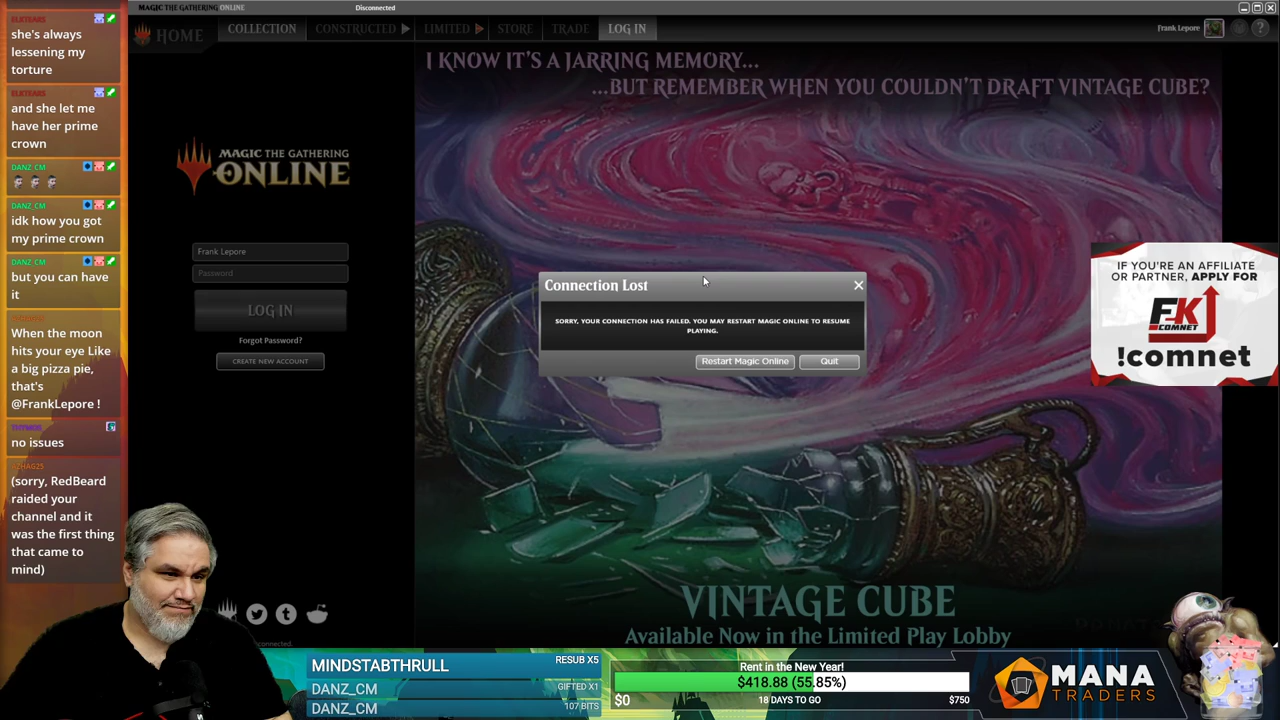 ELKYEARS
she's always
lessening my
torture
ELKYEARS
and she let me
have her prime
crown
DANZ_CM
DANZ_CM
idk how you got
my prime crown
DANZ_CM
but you can have
it
When the moon
hits your eye Like
a big pizza pie,
that's
@FrankLepore !
THYMOS
no issues
(sorry, RedBeard
raided your
channel and it
was the first thing
that came to
mind)
MAGIC THE GATHERING ONLINE
Disconnected
HOME
COLLECTION
CONSTRUCTED
LIMITED
STORE
TRADE
LOG IN
Frank Lepore
?
I KNOW IT'S A JARRING MEMORY...
...BUT REMEMBER WHEN YOU COULDN'T DRAFT VINTAGE CUBE?
MAGIC THE GATHERING
ONLINE
Frank Lepore
Password
LOG IN
Forgot Password?
CREATE NEW ACCOUNT
Connection Lost
SORRY, YOUR CONNECTION HAS FAILED. YOU MAY RESTART MAGIC ONLINE TO RESUME
PLAYING.
Restart Magic Online
Quit
IF YOU'RE AN AFFILIATE
OR PARTNER, APPLY FOR
COMNET
!comnet
VINTAGE CUBE
Available Now in the Limited Play Lobby
MINDSTABTHRULL
RESUB X5
DANZ_CM
GIFTED X1
DANZ_CM
107 BITS
Rent in the New Year!
$418.88 (55.85%)
$0
18 DAYS TO GO
$750
MANA
TRADERS